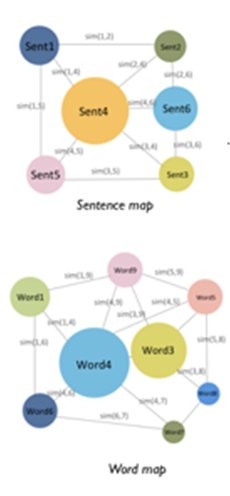 Sent1
sim(1,2)
Sent2
sim(1,4)
sim(2,4)
sim(2,6)
sim(1,5)
Sent4
sim(4,6)
Sent6
sim(4,5)
sim(3,4)
sim(3,6)
Sent5
sim(3,5)
Sent3
Sentence map
Word9
sim(1,9)
sim(5,9)
Word1
Word5
sim(4,9)
sim(4,5)
sim(3,9)
sim(1,4)
sim(1,6)
sim(5,8)
Word3
Word4
sim(3,8)
sim(4,6)
sim(4,7)
Word6
sim(6,7)
Word map